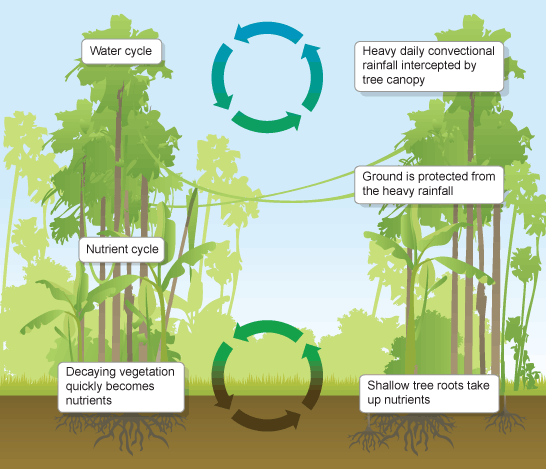 Water cycle
Heavy daily convectional
rainfall intercepted by
tree canopy
Ground is protected from
the heavy rainfall
Nutrient cycle
Decaying vegetation
quickly becomes
nutrients
Shallow tree roots take
up nutrients